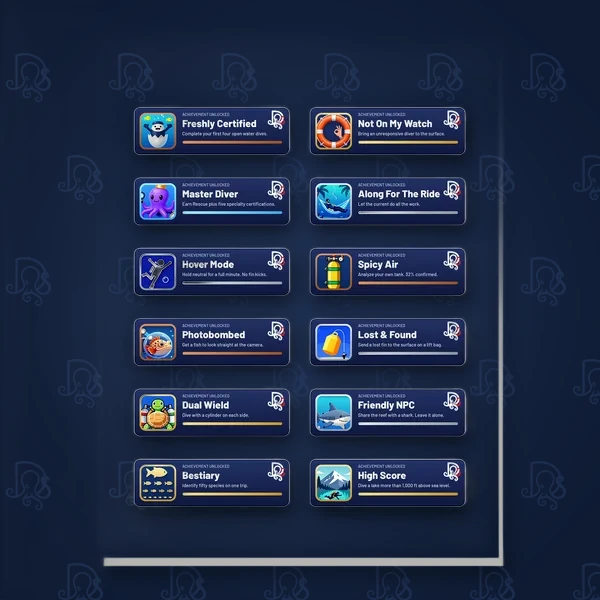 ACHIEVEMENT UNLOCKED
Freshly Certified
Complete your first four open water dives.
ACHIEVEMENT UNLOCKED
Not On My Watch
Bring an unresponsive diver to the surface.
ACHIEVEMENT UNLOCKED
Master Diver
Earn Rescue plus five specialty certifications.
ACHIEVEMENT UNLOCKED
Along For The Ride
Let the current do all the work.
ACHIEVEMENT UNLOCKED
Hover Mode
Hold neutral for a full minute. No fin kicks.
ACHIEVEMENT UNLOCKED
Spicy Air
Analyze your own tank. 32% confirmed.
ACHIEVEMENT UNLOCKED
Photobombed
Get a fish to look straight at the camera.
ACHIEVEMENT UNLOCKED
Lost & Found
Send a lost fin to the surface on a lift bag.
ACHIEVEMENT UNLOCKED
Dual Wield
Dive with a cylinder on each side.
ACHIEVEMENT UNLOCKED
Friendly NPC
Share the reef with a shark. Leave it alone.
ACHIEVEMENT UNLOCKED
Bestiary
Identify fifty species on one trip.
ACHIEVEMENT UNLOCKED
High Score
Dive a lake more than 1,000 ft above sea level.